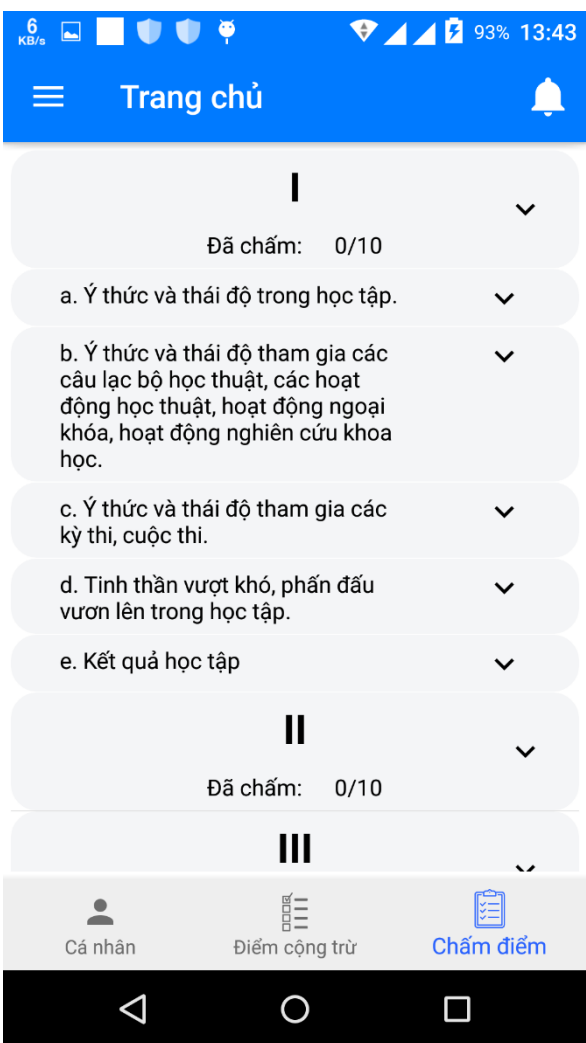 6
KB/s
93% 13:43
Trang chủ
I
Đã chấm: 0/10
a. Ý thức và thái độ trong học tập.
b. Ý thức và thái độ tham gia các
câu lạc bộ học thuật, các hoạt
động học thuật, hoạt động ngoại
khóa, hoạt động nghiên cứu khoa
học.
c. Ý thức và thái độ tham gia các
kỳ thi, cuộc thi.
d. Tinh thần vượt khó, phấn đấu
vươn lên trong học tập.
e. Kết quả học tập
II
Đã chấm: 0/10
III
Cá nhân
Điểm cộng trừ
Chấm điểm